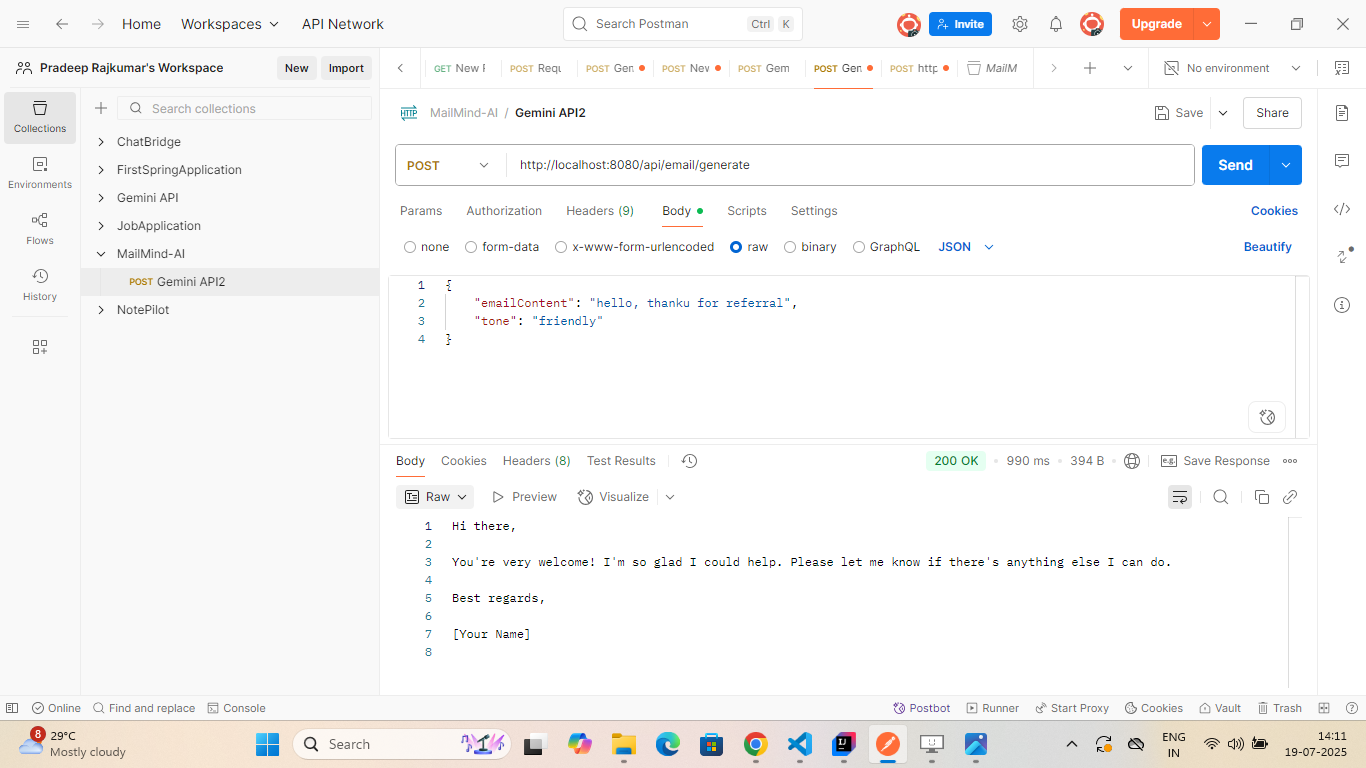 Home Workspaces API Network Search Postman Ctrl K Invite Upgrade
Pradeep Rajkumar's Workspace New Import GET New F POST Requ POST Gen POST New POST Gem POST Gen POST http MailM No environment
Collections
Environments
Flows
History
Search collections
ChatBridge
FirstSpringApplication
Gemini API
JobApplication
MailMind-AI
POST Gemini API2
NotePilot
HTTP MailMind-AI / Gemini API2 Save Share
POST http://localhost:8080/api/email/generate Send
Params Authorization Headers (9) Body Scripts Settings Cookies
none form-data x-www-form-urlencoded raw binary GraphQL JSON Beautify
1 {
2 "emailContent": "hello, thanku for referral",
3 "tone": "friendly"
4 }
Body Cookies Headers (8) Test Results 200 OK 990 ms 394 B e.g. Save Response
Raw Preview Visualize
1 Hi there,
2
3 You're very welcome! I'm so glad I could help. Please let me know if there's anything else I can do.
4
5 Best regards,
6
7 [Your Name]
8
Online Find and replace Console Postbot Runner Start Proxy Cookies Vault Trash
8 29°C
Mostly cloudy
Search
ENG
IN
14:11
19-07-2025